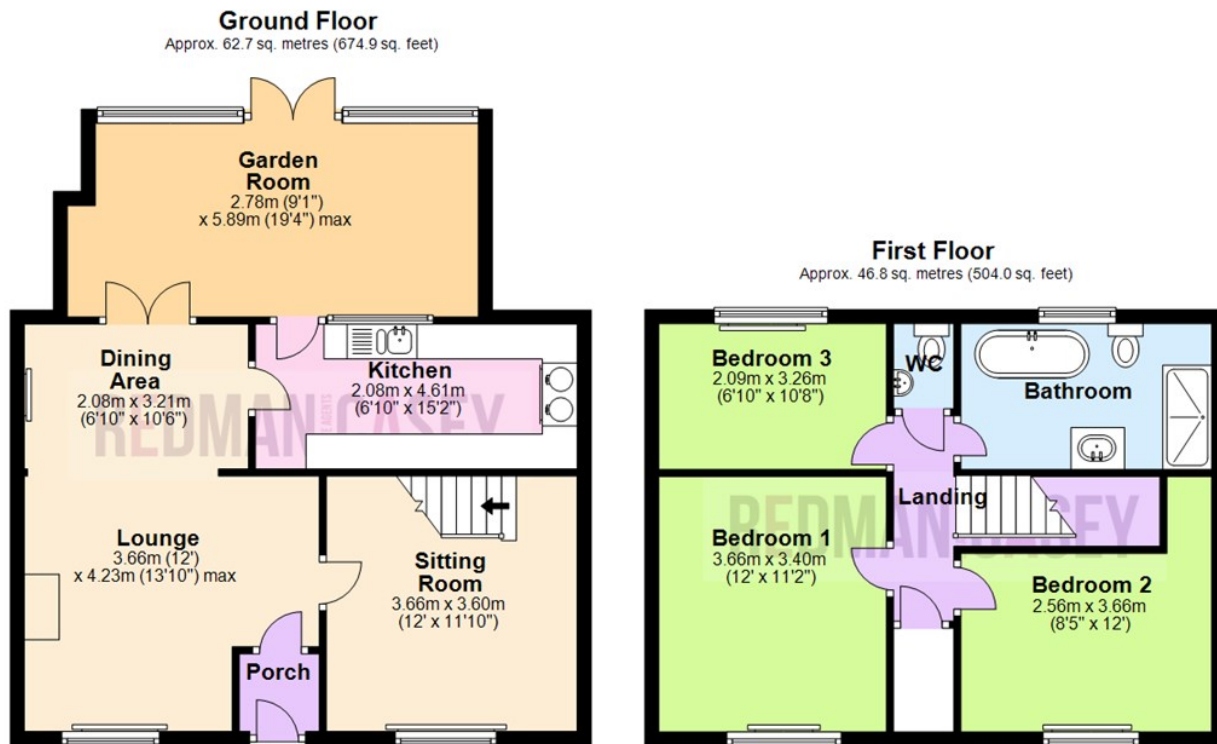 Ground Floor
Approx. 62.7 sq. metres (674.9 sq. feet)
Garden
Room
2.78m (9'1")
x 5.89m (19'4") max
Dining
Area
2.08m x 3.21m
(6'10" x 10'6")
Kitchen
2.08m x 4.61m
(6'10" x 15'2")
REDMAN CASEY
Lounge
3.66m (12')
x 4.23m (13'10") max
Sitting
Room
3.66m x 3.60m
(12' x 11'10")
Porch
First Floor
Approx. 46.8 sq. metres (504.0 sq. feet)
Bedroom 3
2.09m x 3.26m
(6'10" x 10'8")
WC
Bathroom
Landing
REDMAN CASEY
Bedroom 1
3.66m x 3.40m
(12' x 11'2")
Bedroom 2
2.56m x 3.66m
(8'5" x 12')